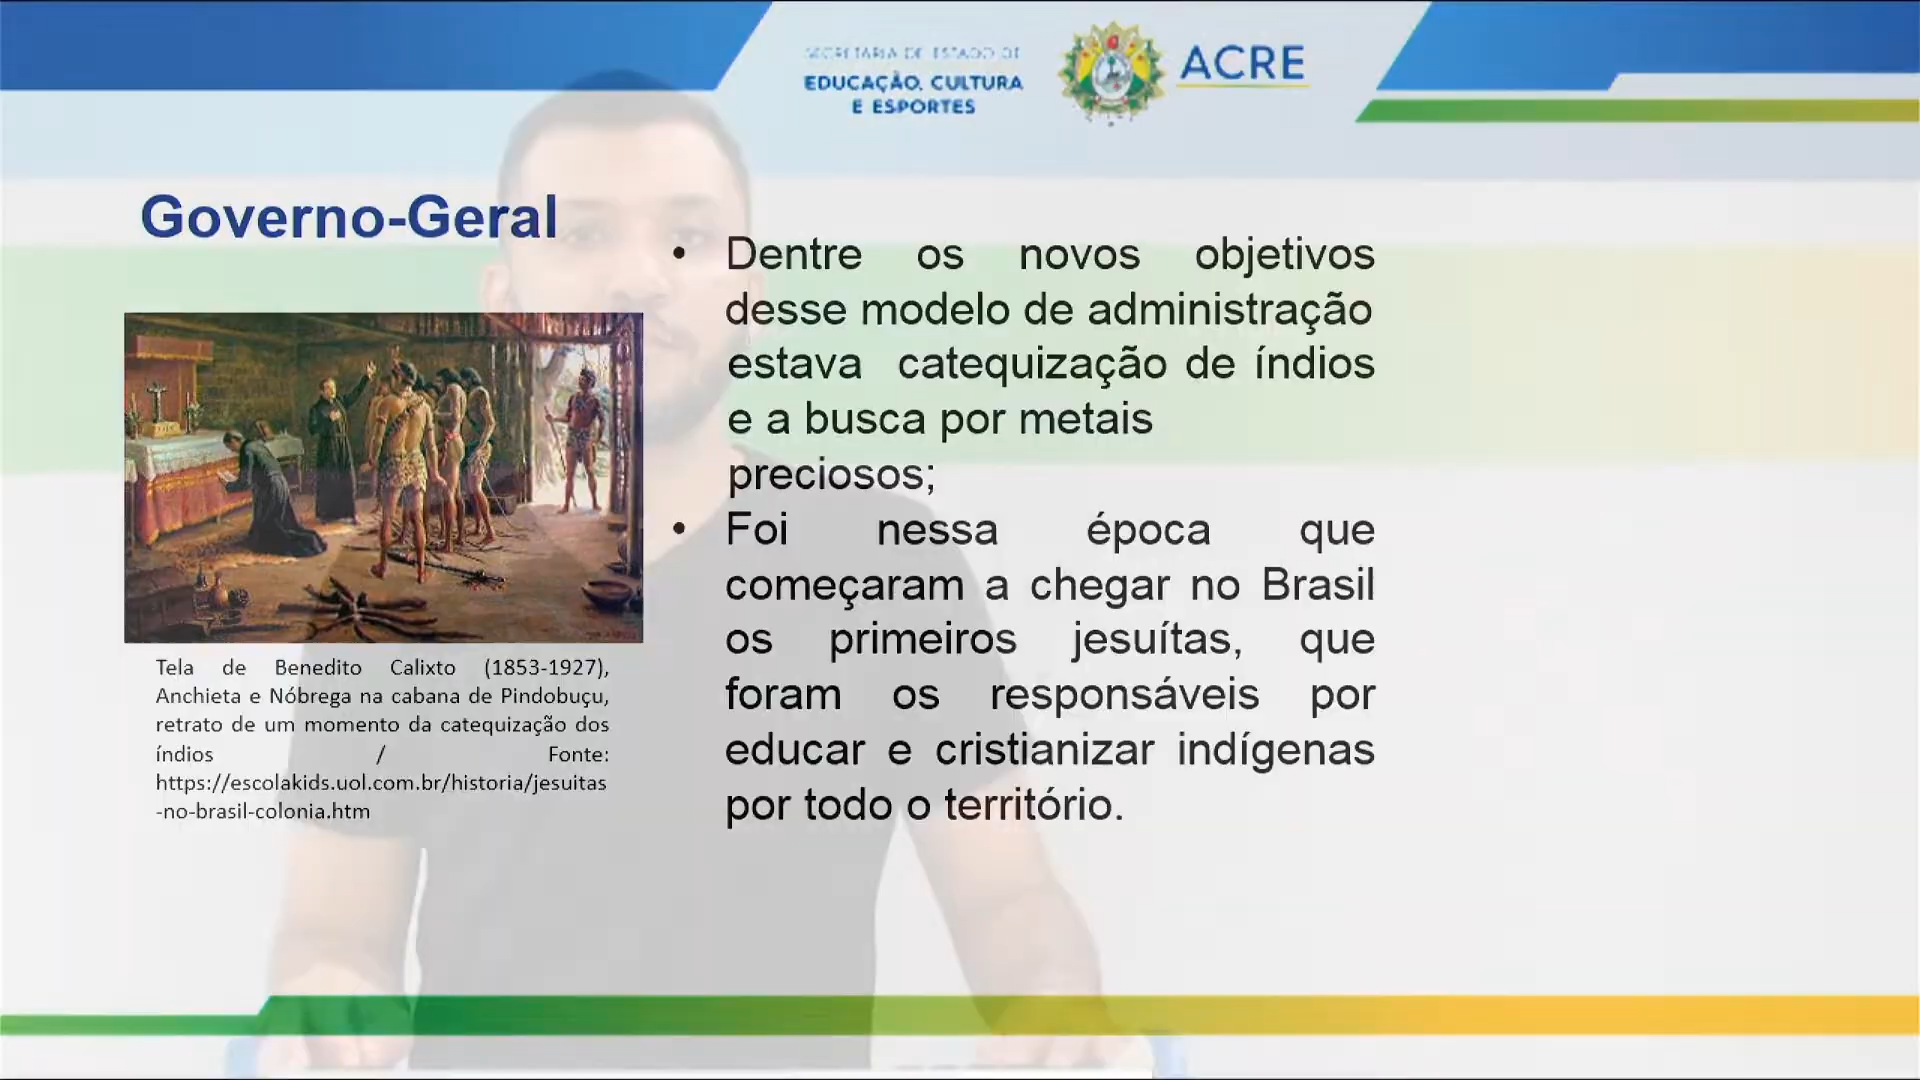 SECRETARIA DE ESTADO DE
EDUCAÇÃO, CULTURA
E ESPORTES
ACRE
Governo-Geral
• Dentre os novos objetivos
desse modelo de administração
estava catequização de índios
e a busca por metais
preciosos;
• Foi nessa época que
começaram a chegar no Brasil
os primeiros jesuítas, que
foram os responsáveis por
educar e cristianizar indígenas
por todo o território.
Tela de Benedito Calixto (1853-1927),
Anchieta e Nóbrega na cabana de Pindobuçu,
retrato de um momento da catequização dos
índios / Fonte:
https://escolakids.uol.com.br/historia/jesuitas
-no-brasil-colonia.htm